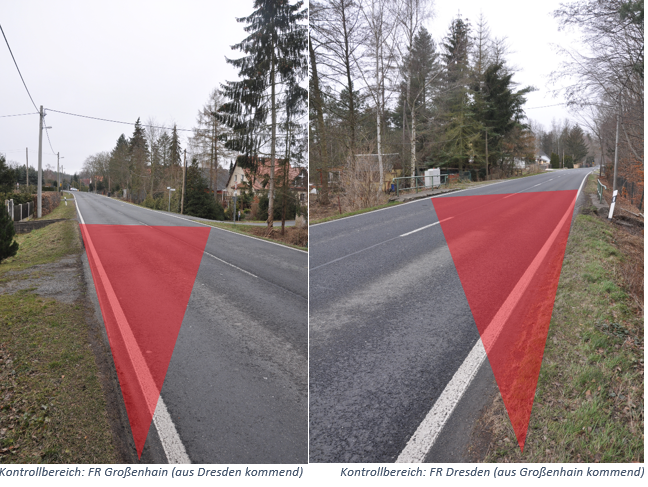 Kontrollbereich: FR Großenhain (aus Dresden kommend)
Kontrollbereich: FR Dresden (aus Großenhain kommend)